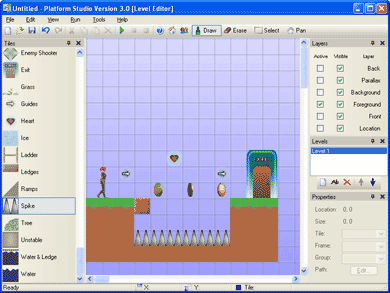 Untitled - Platform Studio Version 3.0 [Level Editor]
File Edit View Run Tools Help
Draw Erase Select Pan
Tiles
Enemy Shooter
Exit
Grass
Guides
Heart
Ice
Ladder
Ledges
Ramps
Spike
Tree
Unstable
Water & Ledge
Water
Layers
Active Visible Layer
Back
Parallax
Background
Foreground
Front
Location
Levels
Level 1
Ab
Properties
Location: 0, 0
Size: 0, 0
Tile:
Frame:
Group:
Path: Edit...
Ready X: Y: Tile: